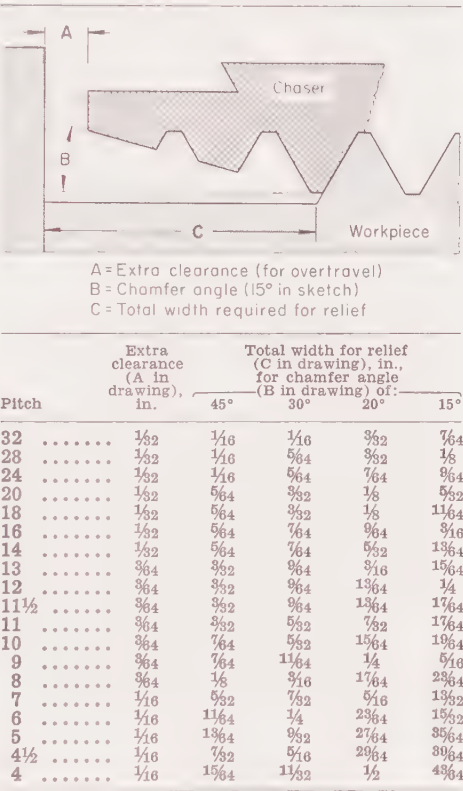 A
Chaser
B
C
Workpiece
A = Extra clearance (for overtravel)
B = Chamfer angle (15° in sketch)
C = Total width required for relief
Extra Total width for relief
clearance (C in drawing), in.,
(A in for chamfer angle
drawing), (B in drawing) of:
Pitch in. 45° 30° 20° 15°
32 ....... 1/32 1/16 1/16 3/32 7/64
28 ....... 1/32 1/16 5/64 3/32 1/8
24 ....... 1/32 1/16 5/64 7/64 9/64
20 ....... 1/32 5/64 3/32 1/8 5/32
18 ....... 1/32 5/64 3/32 1/8 11/64
16 ....... 1/32 5/64 7/64 9/64 3/16
14 ....... 1/32 5/64 7/64 5/32 13/64
13 ....... 3/64 3/32 9/64 3/16 15/64
12 ....... 3/64 3/32 9/64 13/64 1/4
11½ ....... 3/64 3/32 9/64 13/64 17/64
11 ....... 3/64 3/32 5/32 7/32 17/64
10 ....... 3/64 7/64 5/32 15/64 19/64
9 ....... 3/64 7/64 11/64 1/4 5/16
8 ....... 3/64 1/8 3/16 17/64 23/64
7 ....... 1/16 5/32 7/32 5/16 13/32
6 ....... 1/16 11/64 1/4 23/64 15/32
5 ....... 1/16 13/64 9/32 27/64 35/64
4½ ....... 1/16 7/32 5/16 29/64 39/64
4 ....... 1/16 15/64 11/32 1/2 43/64